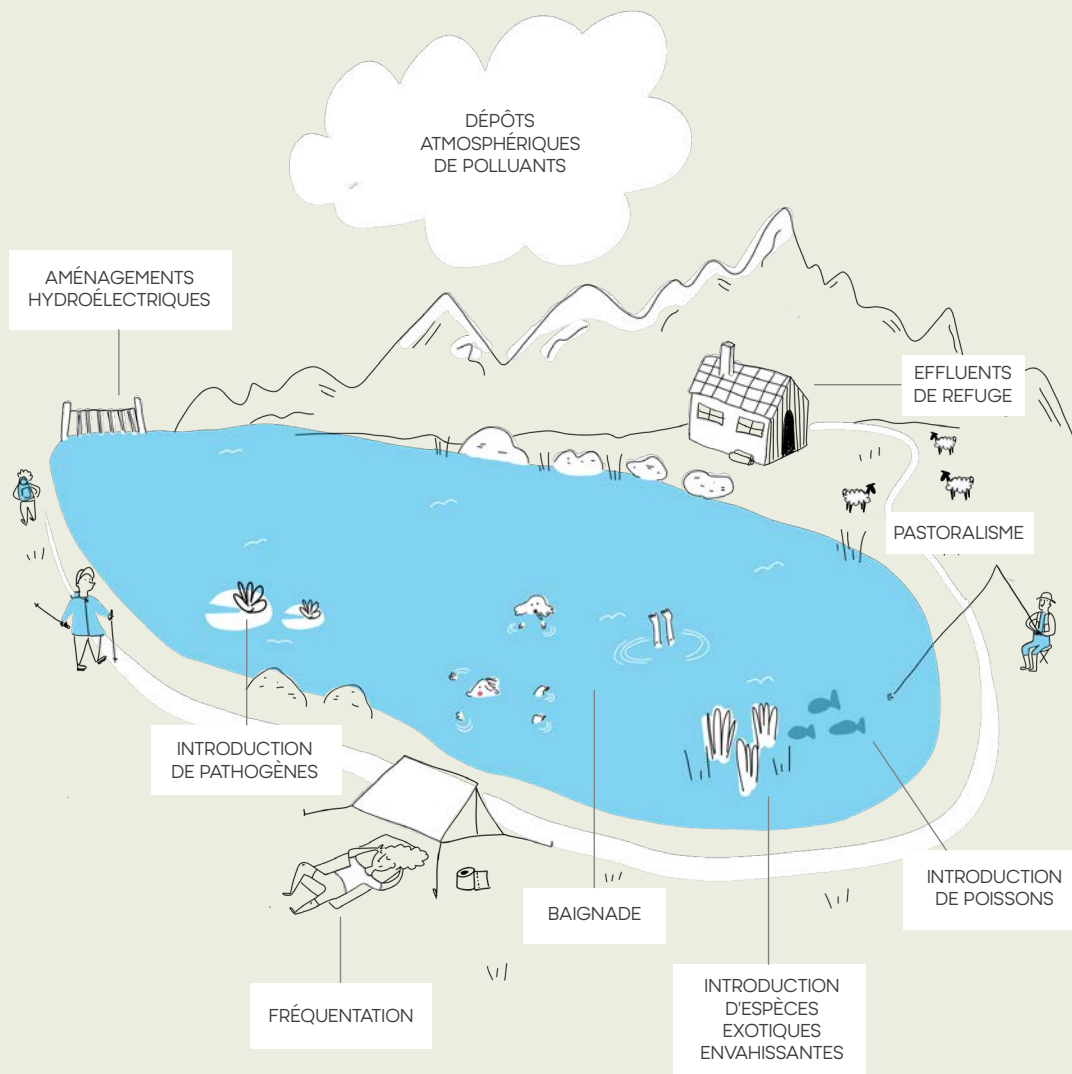 DÉPÔTS
ATMOSPHÉRIQUES
DE POLLUANTS
AMÉNAGEMENTS
HYDROÉLECTRIQUES
EFFLUENTS
DE REFUGE
PASTORALISME
INTRODUCTION
DE PATHOGÈNES
INTRODUCTION
DE POISSONS
BAIGNADE
FRÉQUENTATION
INTRODUCTION
D'ESPÈCES
EXOTIQUES
ENVAHISSANTES